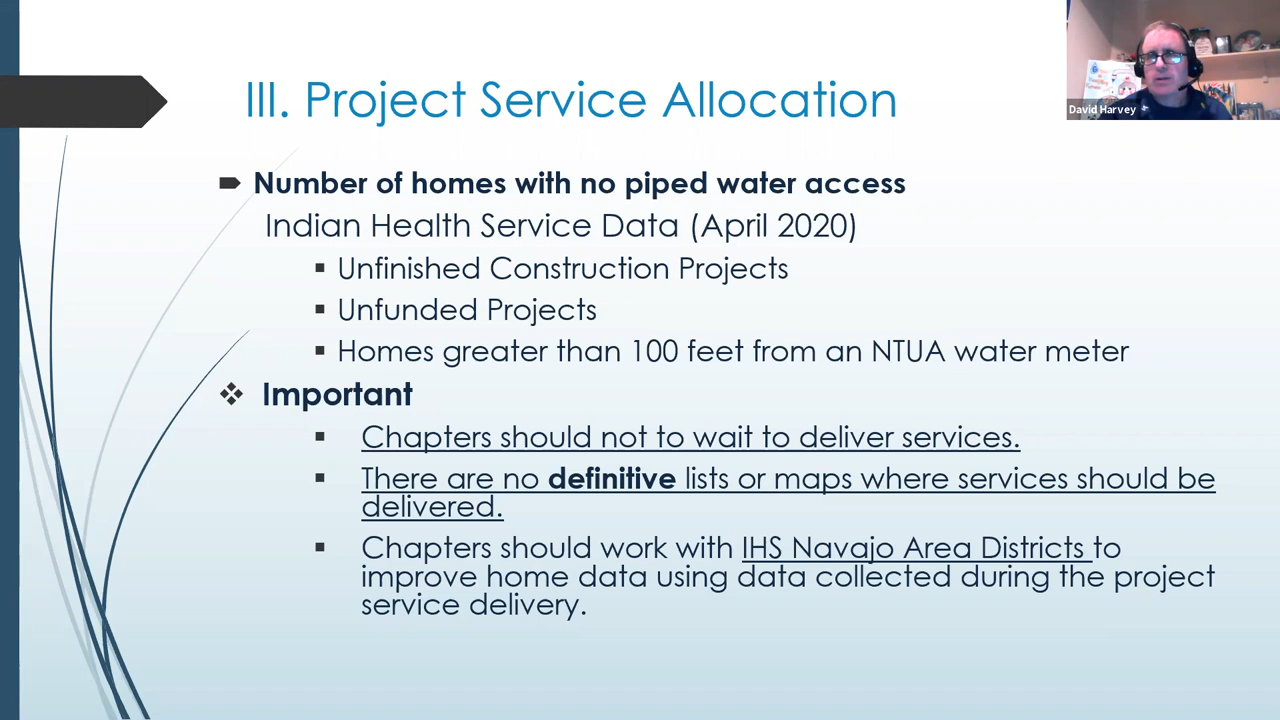 III. Project Service Allocation
David Harvey
Number of homes with no piped water access
Indian Health Service Data (April 2020)
Unfinished Construction Projects
Unfunded Projects
Homes greater than 100 feet from an NTUA water meter
Important
Chapters should not to wait to deliver services.
There are no definitive lists or maps where services should be
delivered.
Chapters should work with IHS Navajo Area Districts to
improve home data using data collected during the project
service delivery.